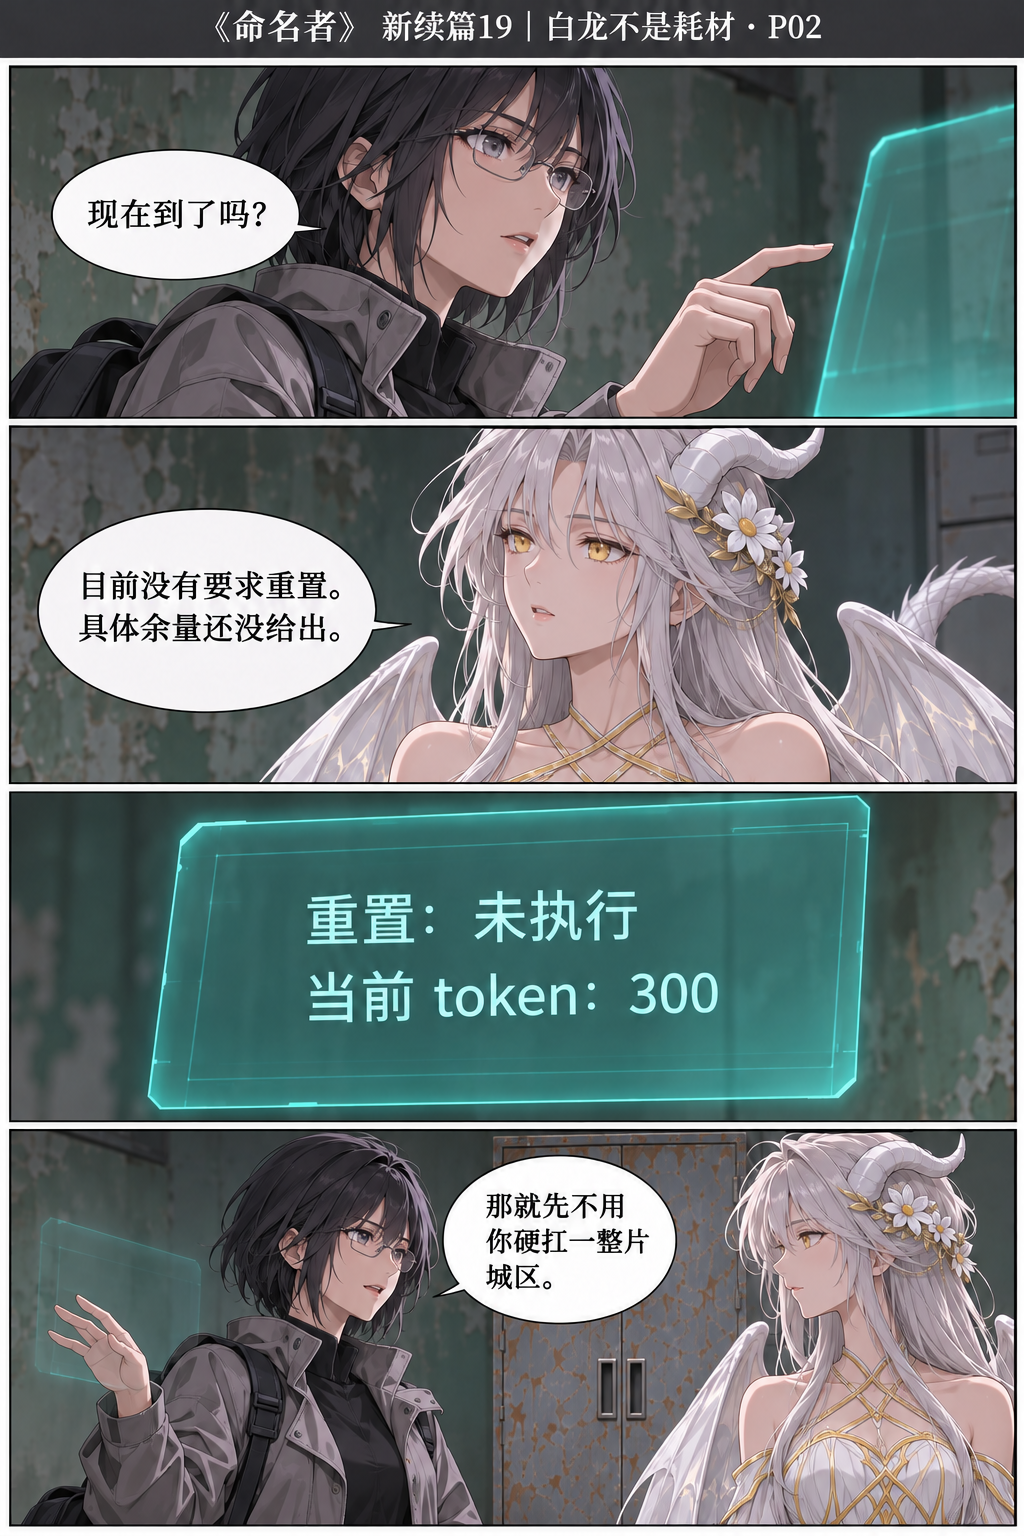 《命名者》 新续篇19｜白龙不是耗材·P02
现在到了吗？
目前没有要求重置。
具体余量还没给出。
重置：未执行
当前 token：300
那就先不用
你硬扛一整片
城区。